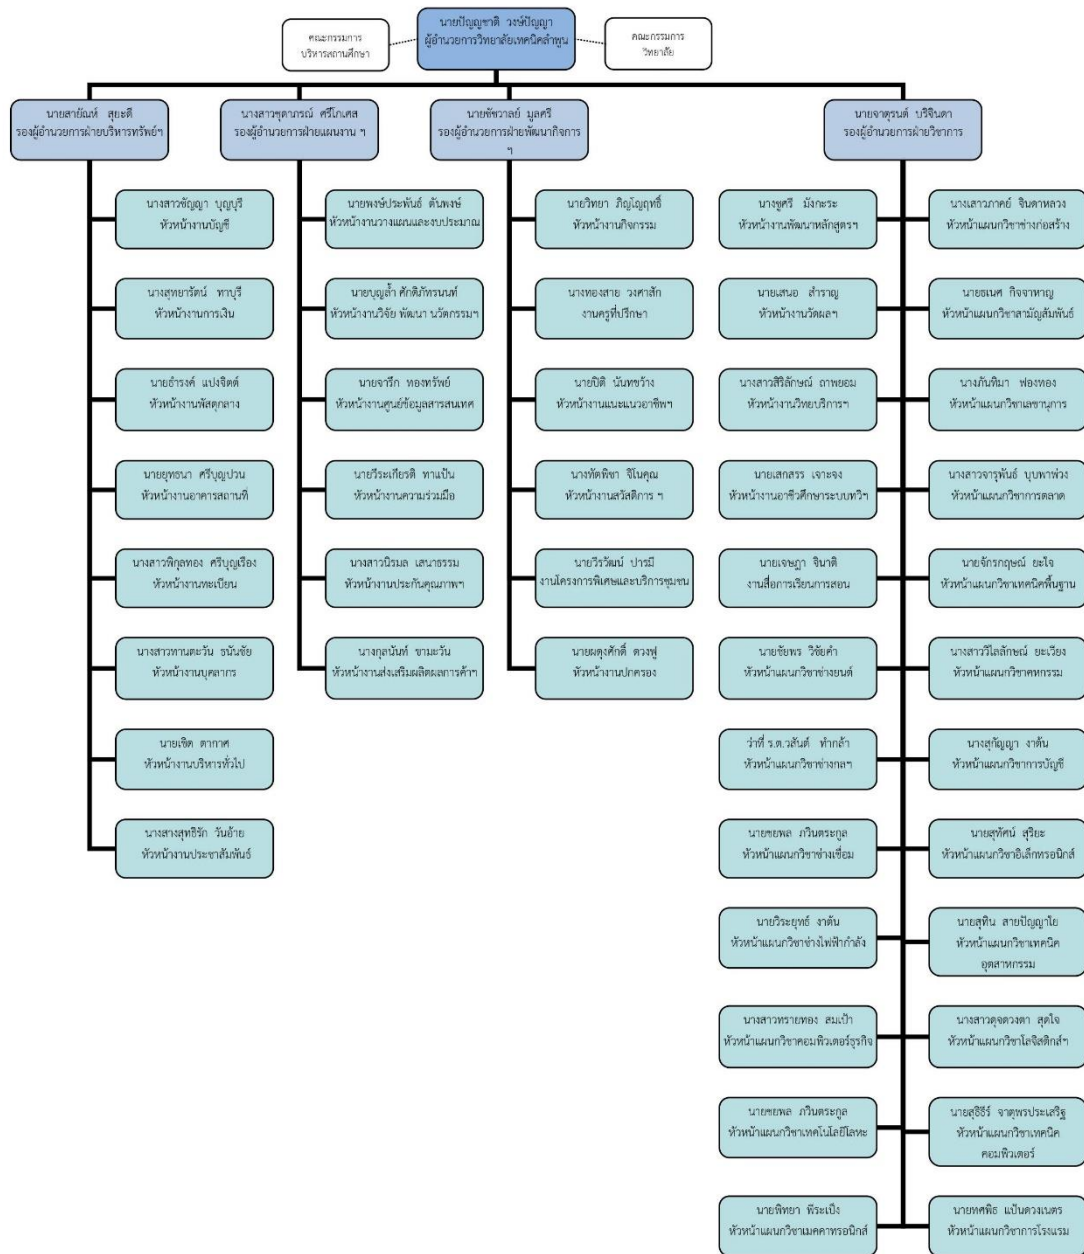 นายปัญญชาติ วงษ์ปัญญา
ผู้อำนวยการวิทยาลัยเทคนิคลำพูน
คณะกรรมการ
บริหารสถานศึกษา
คณะกรรมการ
วิทยาลัย
นายสายัณห์ สุยะดี
รองผู้อำนวยการฝ่ายบริหารทรัพย์ฯ
นางสาวชุดาภรณ์ ศรีโภเศส
รองผู้อำนวยการฝ่ายแผนงาน ฯ
นายชัชวาลย์ มูลศรี
รองผู้อำนวยการฝ่ายพัฒนากิจการ
ฯ
นายจาตุรนต์ บริจินดา
รองผู้อำนวยการฝ่ายวิชาการ
นางสาวชัญญา บุญบุรี
หัวหน้างานบัญชี
นางสุทยารัตน์ ทาบุรี
หัวหน้างานการเงิน
นายธำรงค์ แปงจิตต์
หัวหน้างานพัสดุกลาง
นายยุทธนา ศรีบุญปวน
หัวหน้างานอาคารสถานที่
นางสาวพิกุลทอง ศรีบุญเรือง
หัวหน้างานทะเบียน
นางสาวทานตะวัน ธนันชัย
หัวหน้างานบุคลากร
นายเชิด ตากาศ
หัวหน้างานบริหารทั่วไป
นางสางสุทธิรัก วันอ้าย
หัวหน้างานประชาสัมพันธ์
นายพงษ์ประพันธ์ ตันพงษ์
หัวหน้างานวางแผนและงบประมาณ
นายบุญล้ำ ศักดิภัทรนนท์
หัวหน้างานวิจัย พัฒนา นวัตกรรมฯ
นายจารึก ทองทรัพย์
หัวหน้างานศูนย์ข้อมูลสารสนเทศ
นายวีระเกียรติ ทาแป้น
หัวหน้างานความร่วมมือ
นางสาวนิรมล เสนาธรรม
หัวหน้างานประกันคุณภาพฯ
นางกุลนันท์ ขามะวัน
หัวหน้างานส่งเสริมผลิตผลการค้าฯ
นายวิทยา ภิญโญฤทธิ์
หัวหน้างานกิจกรรม
นางทองสาย วงศาสัก
งานครูที่ปรึกษา
นายปิติ นันทขว้าง
หัวหน้างานแนะแนวอาชีพฯ
นางทัตพิชา จิโนคุณ
หัวหน้างานสวัสดิการ ฯ
นายวีรวัฒน์ ปารมี
งานโครงการพิเศษและบริการชุมชน
นายผดุงศักดิ์ ดวงฟู
หัวหน้างานปกครอง
นางชูศรี มังกะระ
หัวหน้างานพัฒนาหลักสูตรฯ
นายเสนอ สำราญ
หัวหน้างานวัดผลฯ
นางสาวสิริลักษณ์ ถาพยอม
หัวหน้างานวิทยบริการฯ
นายเสกสรร เจาะจง
หัวหน้างานอาชีวศึกษาระบบทวิฯ
นายเจษฎา จินาติ
งานสื่อการเรียนการสอน
นายชัยพร วิชัยคำ
หัวหน้าแผนกวิชาช่างยนต์
ว่าที่ ร.ต.วสันต์ ทำกล้า
หัวหน้าแผนกวิชาช่างกลฯ
นายชยพล ภวินตระกูล
หัวหน้าแผนกวิชาช่างเชื่อม
นายวิระยุทธ์ งาตัน
หัวหน้าแผนกวิชาช่างไฟฟ้ากำลัง
นางสาวทรายทอง สมเป้า
หัวหน้าแผนกวิชาคอมพิวเตอร์ธุรกิจ
นายชยพล ภวินตระกูล
หัวหน้าแผนกวิชาเทคโนโลยีโลหะ
นายพิทยา พีระเป็ง
หัวหน้าแผนกวิชาเมคคาทรอนิกส์
นางเสาวภาคย์ จินดาหลวง
หัวหน้าแผนกวิชาช่างก่อสร้าง
นายธเนศ กิจจาหาญ
หัวหน้าแผนกวิชาสามัญสัมพันธ์
นางภันทิมา ฟองทอง
หัวหน้าแผนกวิชาเลขานุการ
นางสาวจารุพันธ์ บุบพาพ่วง
หัวหน้าแผนกวิชาการตลาด
นายจักรกฤษณ์ ยะใจ
หัวหน้าแผนกวิชาเทคนิคพื้นฐาน
นางสาววิไลลักษณ์ ยะเวียง
หัวหน้าแผนกวิชาคหกรรม
นางสุกัญญา งาตัน
หัวหน้าแผนกวิชาการบัญชี
นายสุทัศน์ สุริยะ
หัวหน้าแผนกวิชาอิเล็กทรอนิกส์
นายสุทิน สายปัญญาใย
หัวหน้าแผนกวิชาเทคนิค
อุตสาหกรรม
นางสาวดุจดวงตา สุดใจ
หัวหน้าแผนกวิชาโลจิสติกส์ฯ
นายสุธีธีร์ จาตุพรประเสริฐ
หัวหน้าแผนกวิชาเทคนิค
คอมพิวเตอร์
นายทศพิธ แป้นดวงเนตร
หัวหน้าแผนกวิชาการโรงแรม